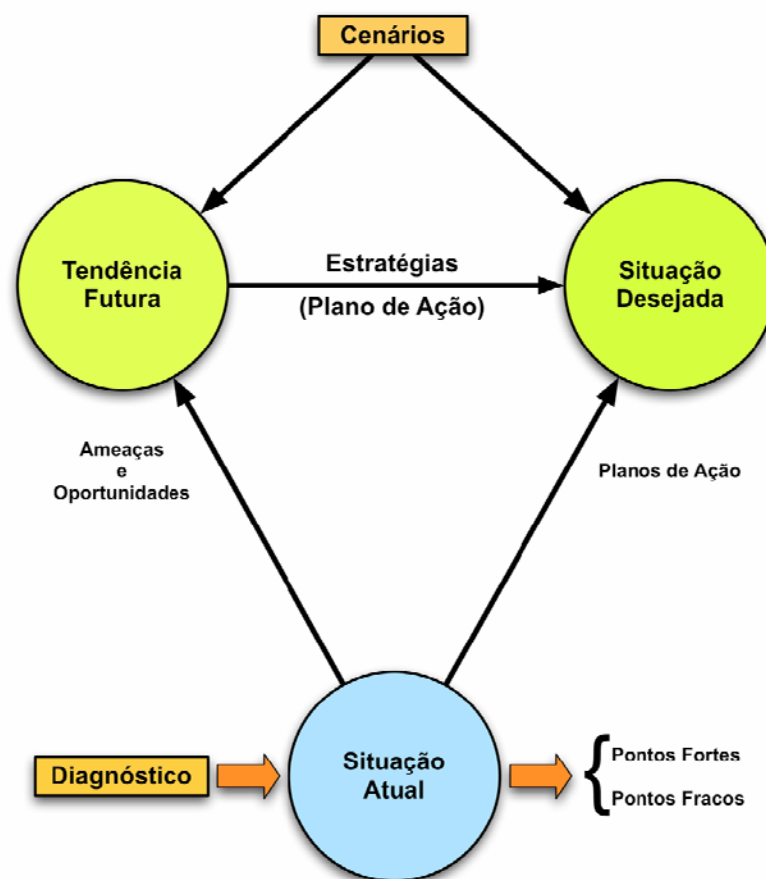 Cenários
Tendência
Futura
Estratégias
(Plano de Ação)
Situação
Desejada
Ameaças
e
Oportunidades
Planos de Ação
Diagnóstico
Situação
Atual
{ Pontos Fortes
Pontos Fracos